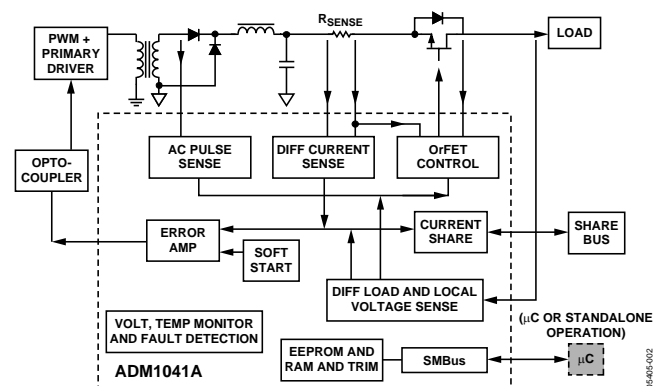 RSENSE
PWM +
PRIMARY
DRIVER
LOAD
AC PULSE
SENSE
DIFF CURRENT
SENSE
OrFET
CONTROL
OPTO-
COUPLER
ERROR
AMP
SOFT
START
CURRENT
SHARE
SHARE
BUS
DIFF LOAD AND LOCAL
VOLTAGE SENSE
VOLT, TEMP MONITOR
AND FAULT DETECTION
(μC OR STANDALONE
OPERATION)
EEPROM AND
RAM AND TRIM
SMBus
μC
ADM1041A
05405-002